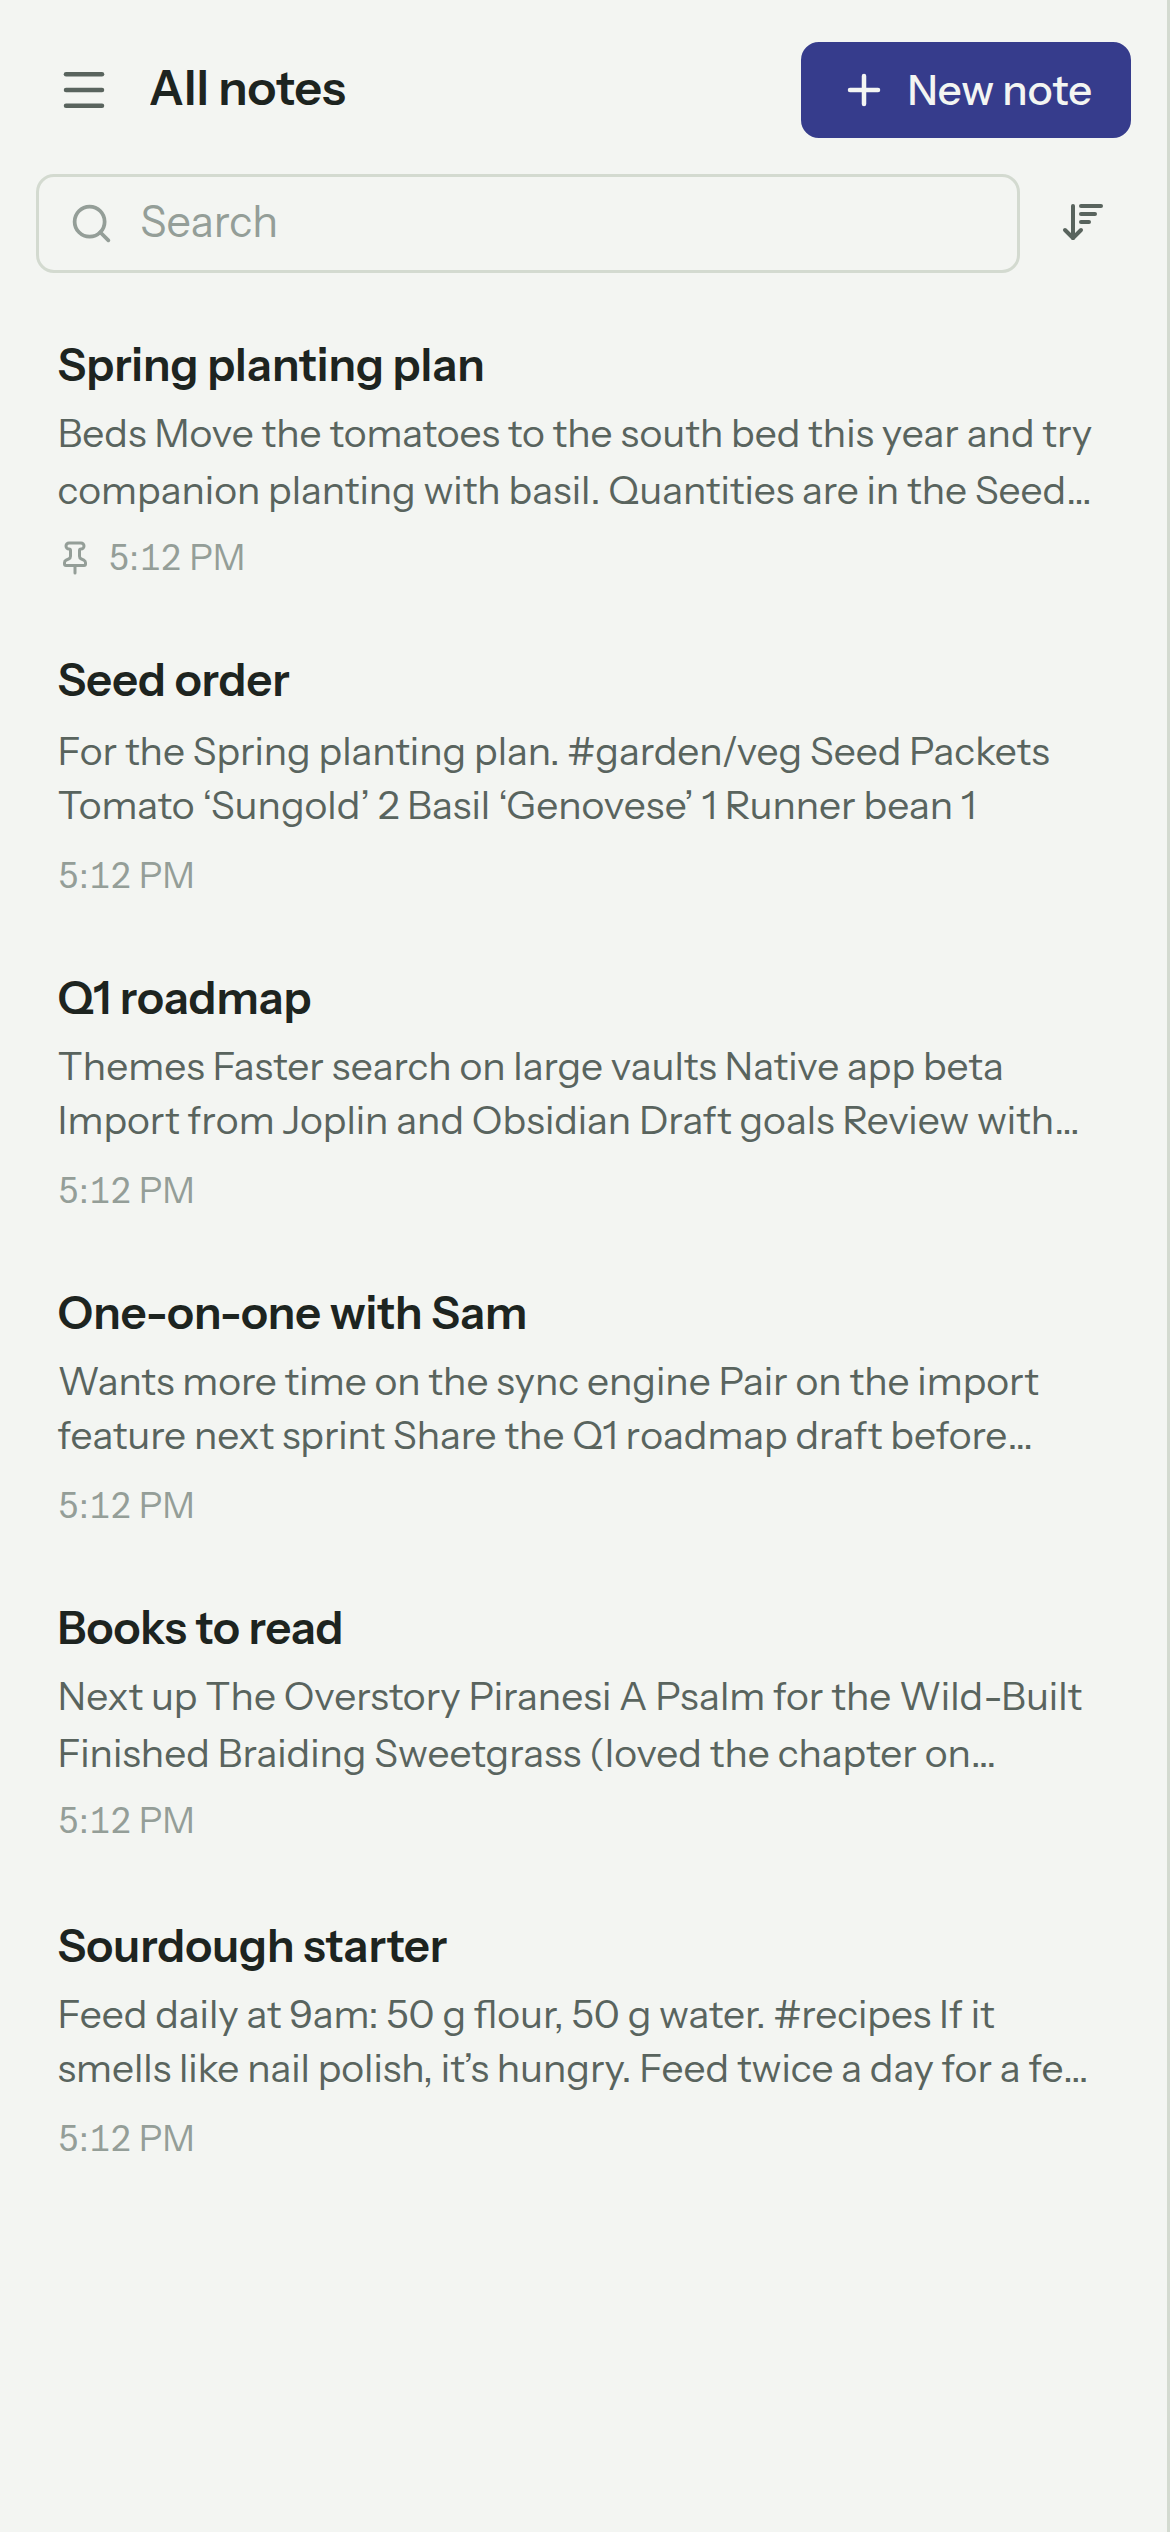 All notes
New note
Search
Spring planting plan
Beds Move the tomatoes to the south bed this year and try
companion planting with basil. Quantities are in the Seed…
5:12 PM
Seed order
For the Spring planting plan. #garden/veg Seed Packets
Tomato ‘Sungold’ 2 Basil ‘Genovese’ 1 Runner bean 1
5:12 PM
Q1 roadmap
Themes Faster search on large vaults Native app beta
Import from Joplin and Obsidian Draft goals Review with…
5:12 PM
One-on-one with Sam
Wants more time on the sync engine Pair on the import
feature next sprint Share the Q1 roadmap draft before…
5:12 PM
Books to read
Next up The Overstory Piranesi A Psalm for the Wild-Built
Finished Braiding Sweetgrass (loved the chapter on…
5:12 PM
Sourdough starter
Feed daily at 9am: 50 g flour, 50 g water. #recipes If it
smells like nail polish, it’s hungry. Feed twice a day for a fe…
5:12 PM